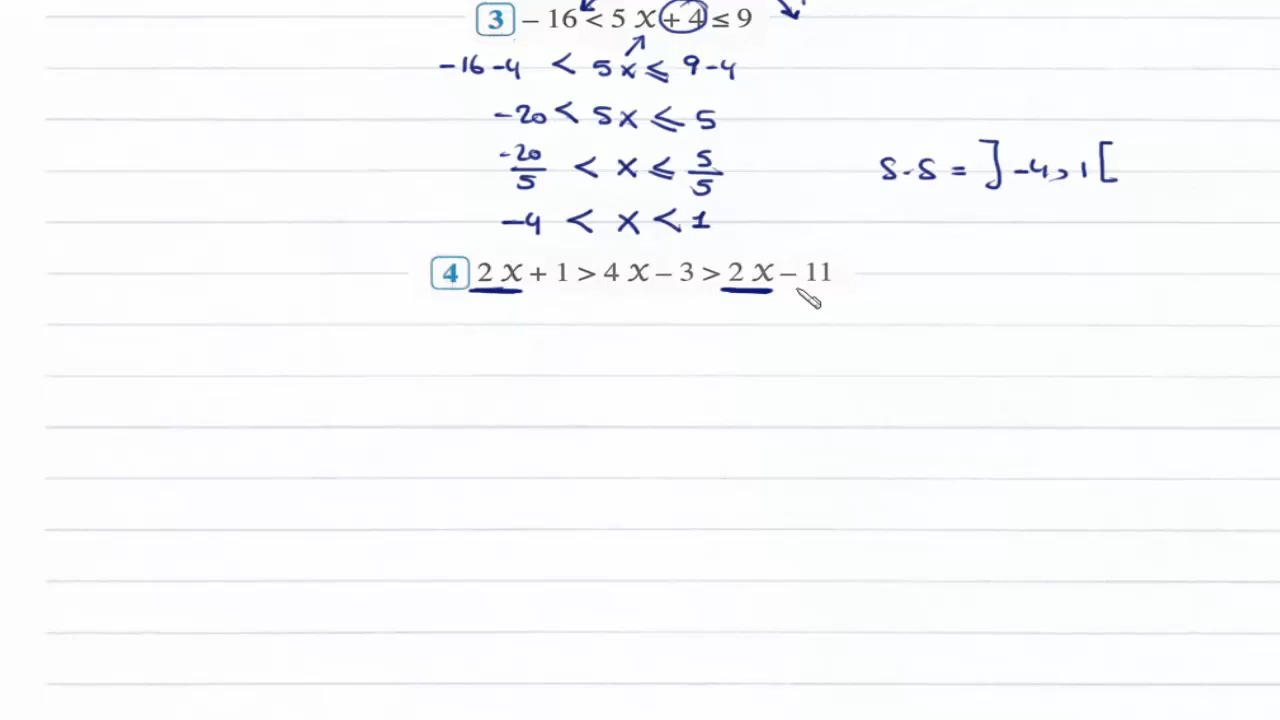 3 – 16 < 5 x + 4 ≤ 9
-16-4 < 5x ≤ 9-4
-20 < 5x ≤ 5
-20/5 < x ≤ 5/5
S.S = ]-4, 1[
-4 < x < 1
4 2 x + 1 > 4 x – 3 > 2 x – 11